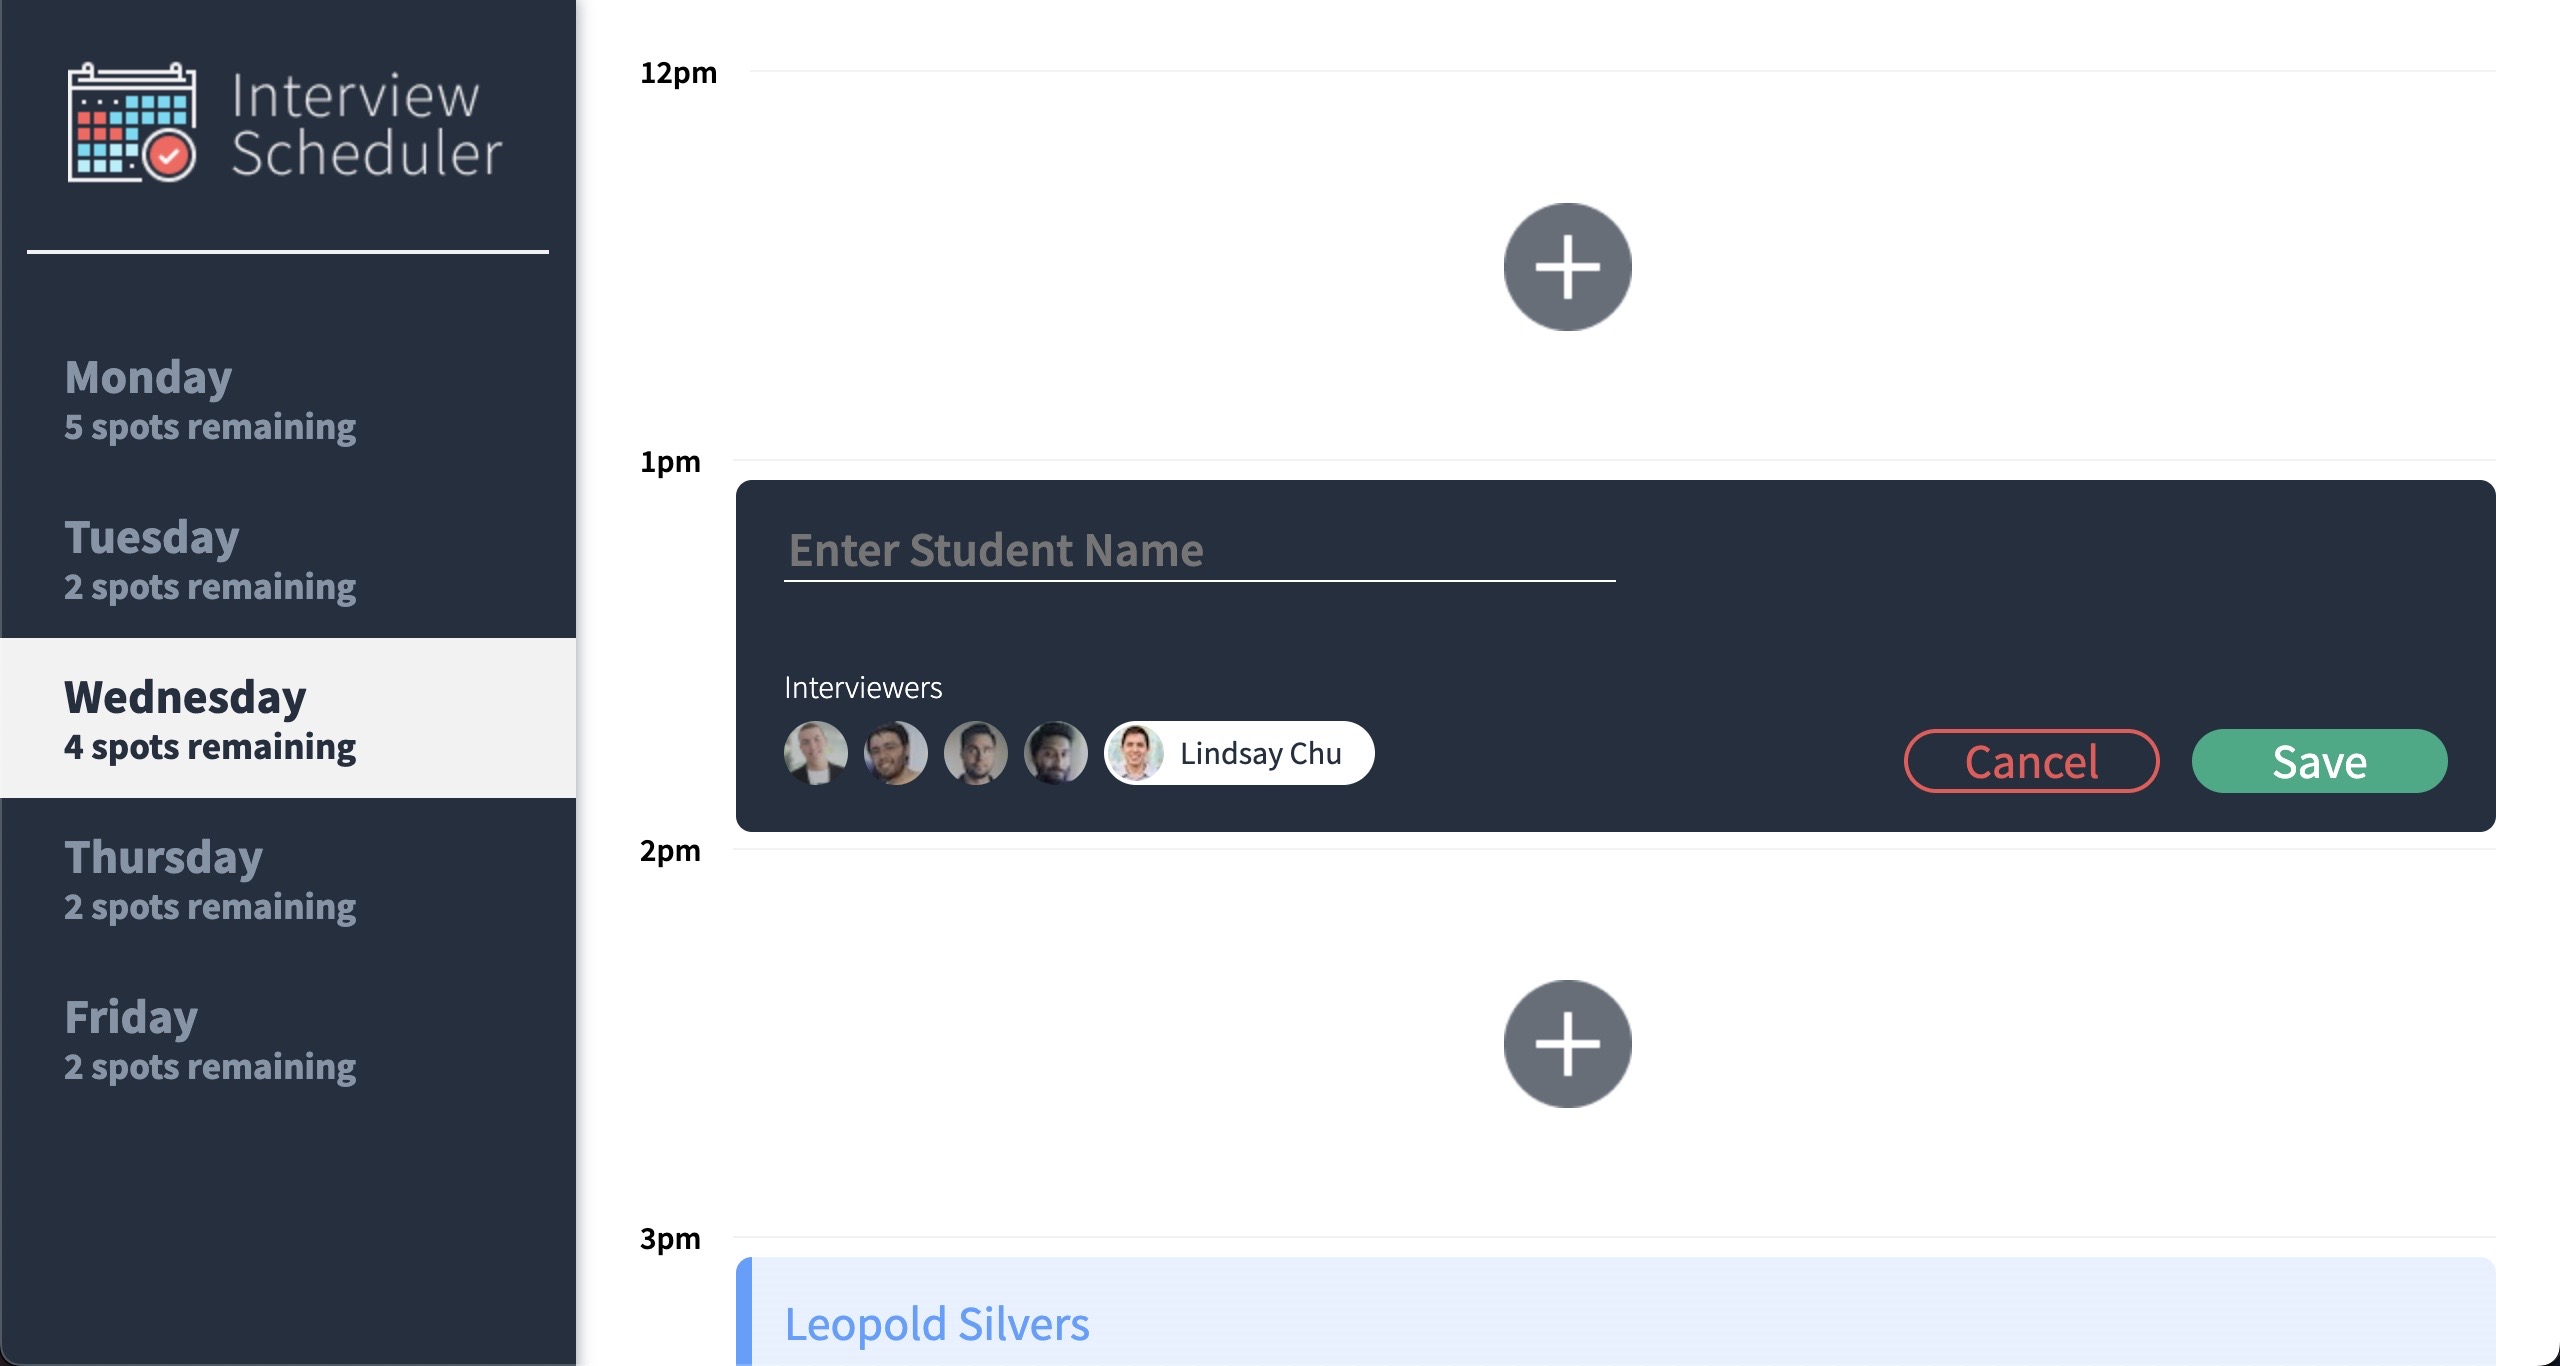 Interview
Scheduler
Monday
5 spots remaining
Tuesday
2 spots remaining
Wednesday
4 spots remaining
Thursday
2 spots remaining
Friday
2 spots remaining
12pm
1pm
Enter Student Name
Interviewers
Lindsay Chu
Cancel
Save
2pm
3pm
Leopold Silvers